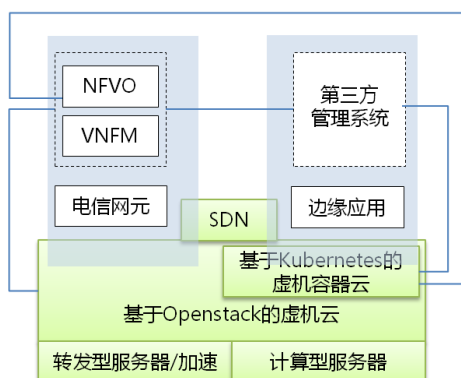 NFVO
VNFM
第三方
管理系统
电信网元
SDN
边缘应用
基于Kubernetes的
虚机容器云
基于Openstack的虚机云
转发型服务器/加速
计算型服务器